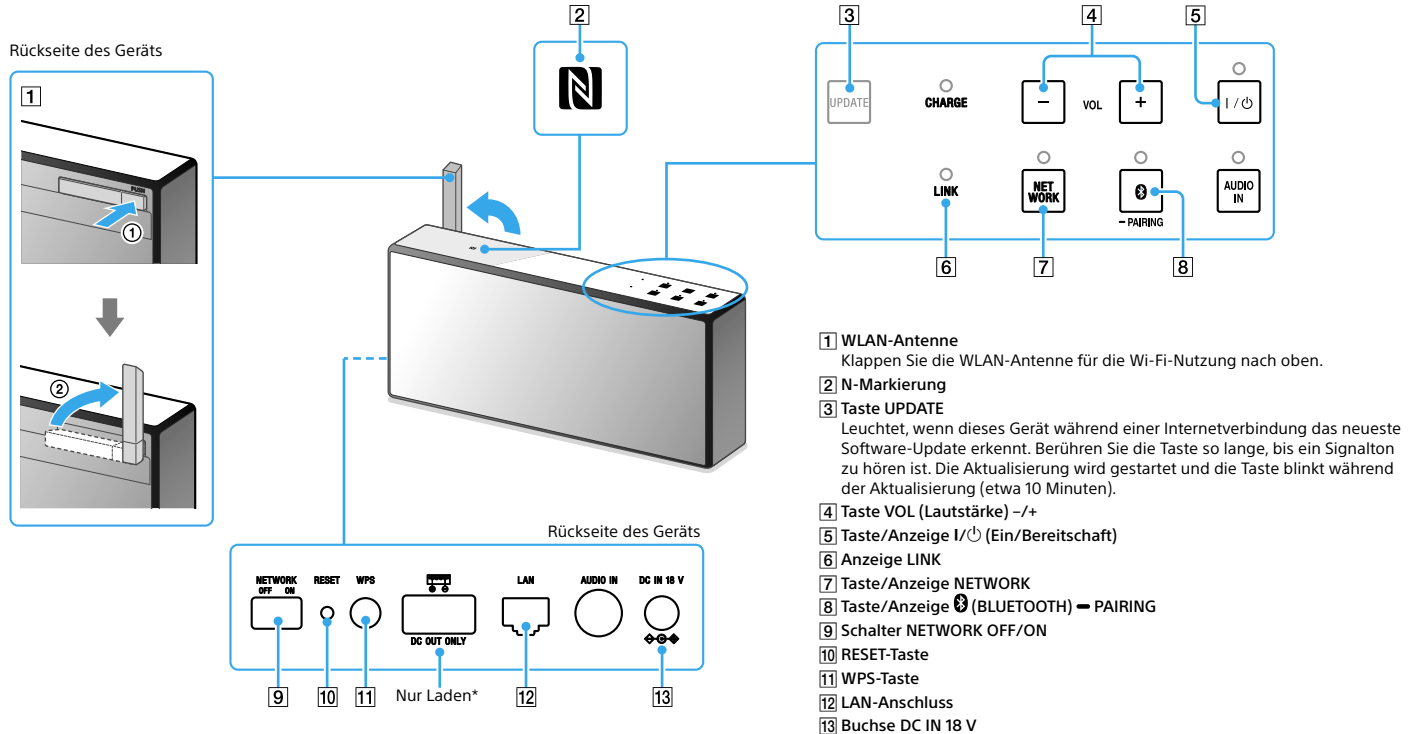 Rückseite des Geräts
1
PUSH
①
②
2
3
4
5
UPDATE
CHARGE
–
VOL
+
I/⏻
LINK
NET
WORK
– PAIRING
AUDIO
IN
6
7
8
1 WLAN-Antenne
Klappen Sie die WLAN-Antenne für die Wi-Fi-Nutzung nach oben.
2 N-Markierung
3 Taste UPDATE
Leuchtet, wenn dieses Gerät während einer Internetverbindung das neueste
Software-Update erkennt. Berühren Sie die Taste so lange, bis ein Signalton
zu hören ist. Die Aktualisierung wird gestartet und die Taste blinkt während
der Aktualisierung (etwa 10 Minuten).
4 Taste VOL (Lautstärke) –/+
5 Taste/Anzeige I/⏻ (Ein/Bereitschaft)
6 Anzeige LINK
7 Taste/Anzeige NETWORK
8 Taste/Anzeige (BLUETOOTH) – PAIRING
9 Schalter NETWORK OFF/ON
10 RESET-Taste
11 WPS-Taste
12 LAN-Anschluss
13 Buchse DC IN 18 V
Rückseite des Geräts
NETWORK
OFF ON
RESET
WPS
DC OUT ONLY
LAN
AUDIO IN
DC IN 18 V
9
10
11
Nur Laden*
12
13